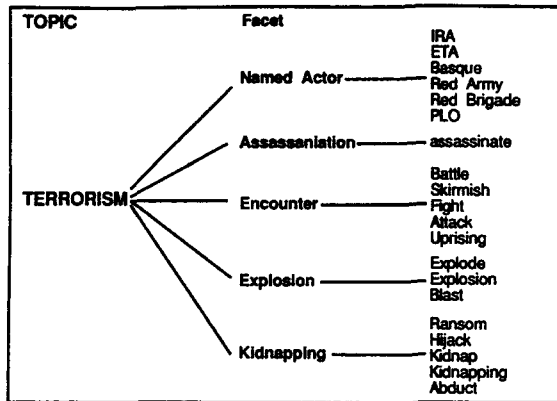 TOPIC Facet
IRA
ETA
Basque
Named Actor Red Army
Red Brigade
PLO
Assassaniation assassinate
Battle
Skirmish
TERRORISM Encounter Fight
Attack
Uprising
Explode
Explosion Explosion
Blast
Ransom
Hijack
Kidnapping Kidnap
Kidnapping
Abduct